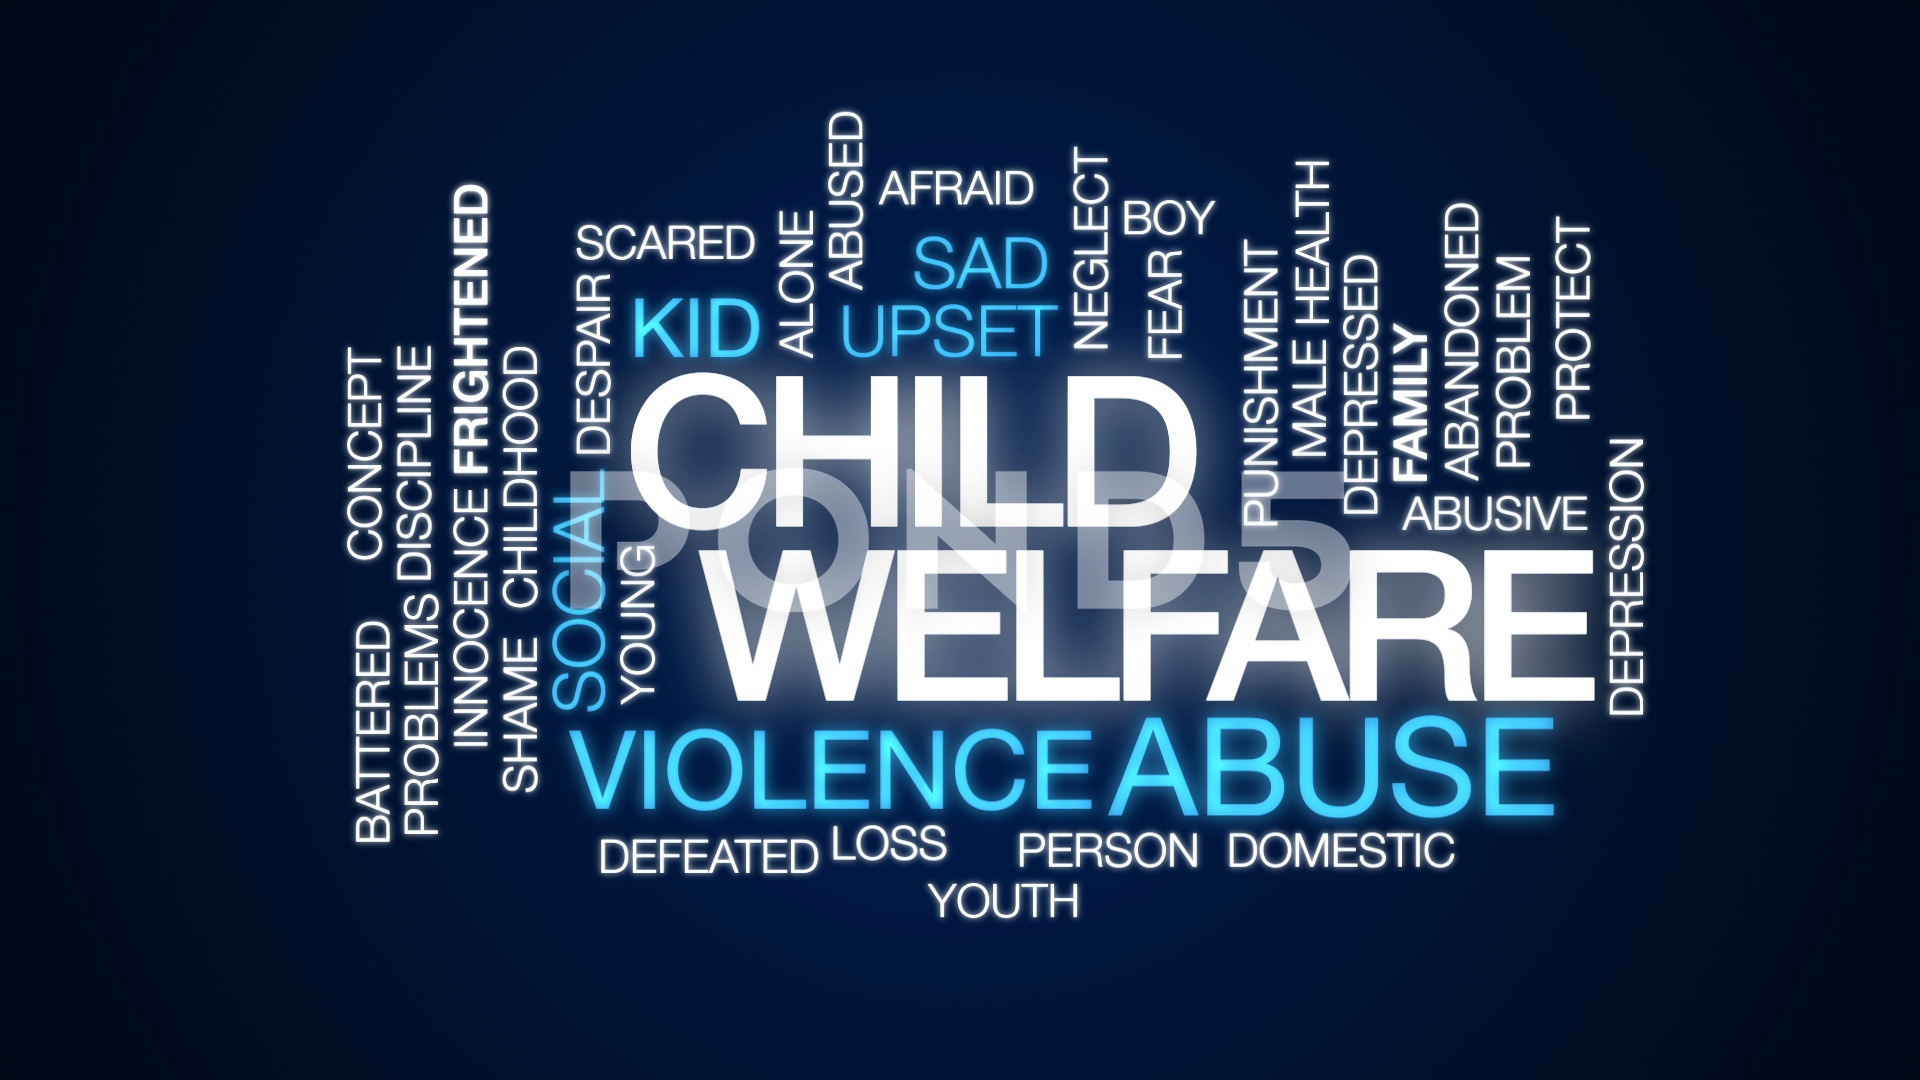 ABUSED
AFRAID
NEGLECT
BOY
MALE HEALTH
FRIGHTENED
SCARED
ALONE
SAD
FEAR
PUNISHMENT
DEPRESSED
ABANDONED
PROBLEM
PROTECT
DESPAIR
KID
UPSET
FAMILY
CONCEPT
DISCIPLINE
INNOCENCE
CHILDHOOD
CHILD
SOCIAL
POND5
ABUSIVE
DEPRESSION
YOUNG
WELFARE
BATTERED
PROBLEMS
SHAME
VIOLENCE
ABUSE
DEFEATED
LOSS
PERSON
DOMESTIC
YOUTH